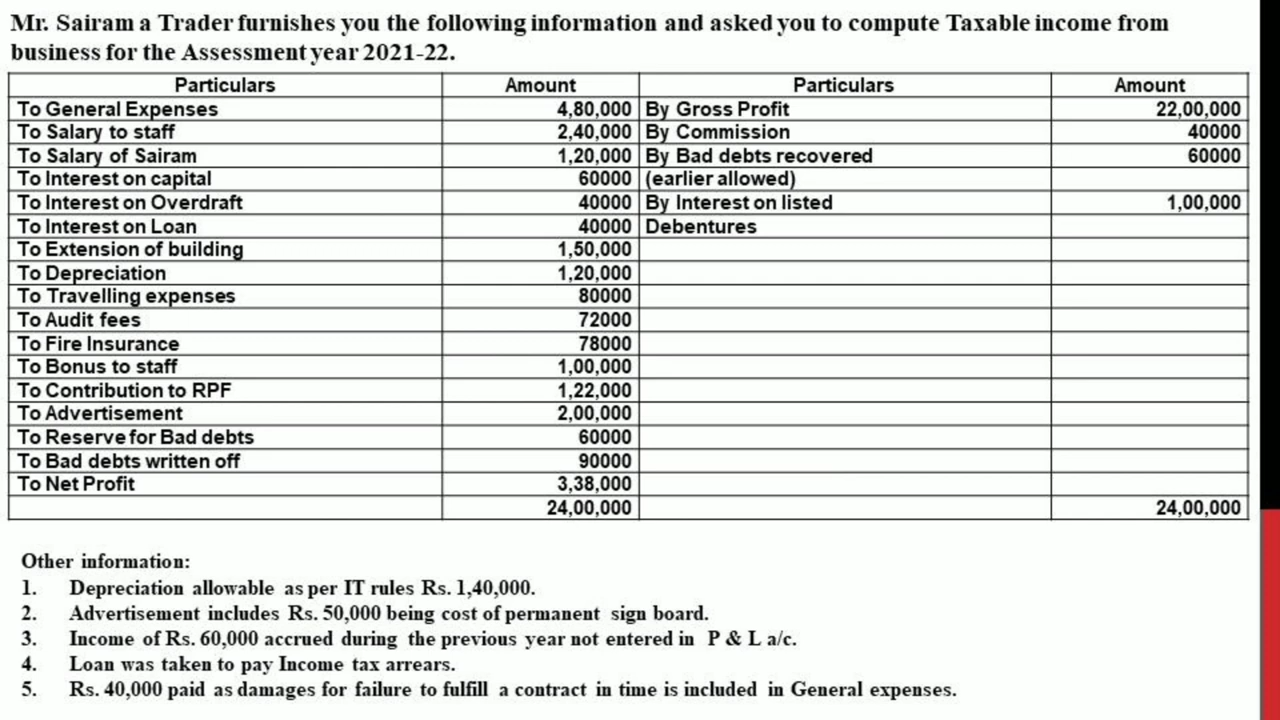 Mr. Sairam a Trader furnishes you the following information and asked you to compute Taxable income from
business for the Assessment year 2021-22.
Particulars Amount Particulars Amount
To General Expenses 4,80,000 By Gross Profit 22,00,000
To Salary to staff 2,40,000 By Commission 40000
To Salary of Sairam 1,20,000 By Bad debts recovered 60000
To Interest on capital 60000 (earlier allowed)
To Interest on Overdraft 40000 By Interest on listed 1,00,000
To Interest on Loan 40000 Debentures
To Extension of building 1,50,000
To Depreciation 1,20,000
To Travelling expenses 80000
To Audit fees 72000
To Fire Insurance 78000
To Bonus to staff 1,00,000
To Contribution to RPF 1,22,000
To Advertisement 2,00,000
To Reserve for Bad debts 60000
To Bad debts written off 90000
To Net Profit 3,38,000
24,00,000 24,00,000
Other information:
1. Depreciation allowable as per IT rules Rs. 1,40,000.
2. Advertisement includes Rs. 50,000 being cost of permanent sign board.
3. Income of Rs. 60,000 accrued during the previous year not entered in P & L a/c.
4. Loan was taken to pay Income tax arrears.
5. Rs. 40,000 paid as damages for failure to fulfill a contract in time is included in General expenses.